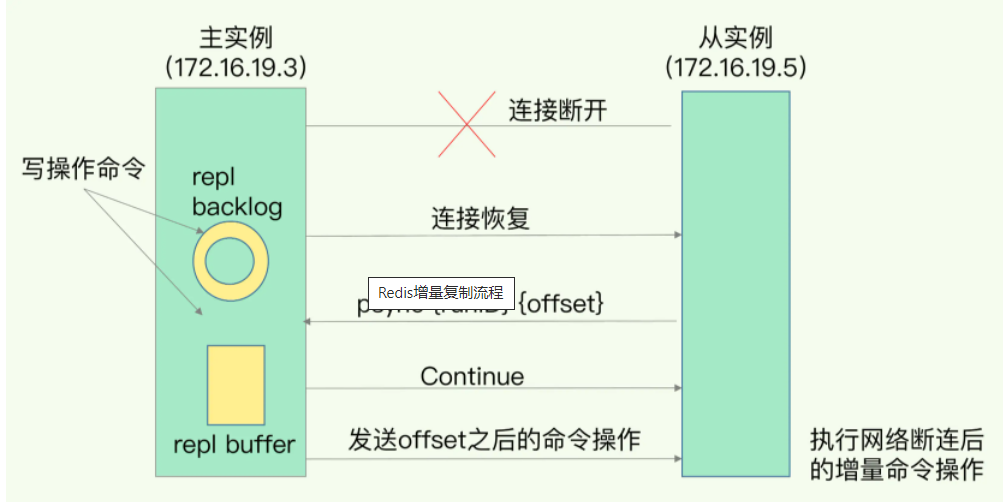 主实例
(172.16.19.3)
从实例
(172.16.19.5)
连接断开
写操作命令
repl
backlog
连接恢复
Redis增量复制流程
{offset}
Continue
repl buffer
发送offset之后的命令操作
执行网络断连后
的增量命令操作